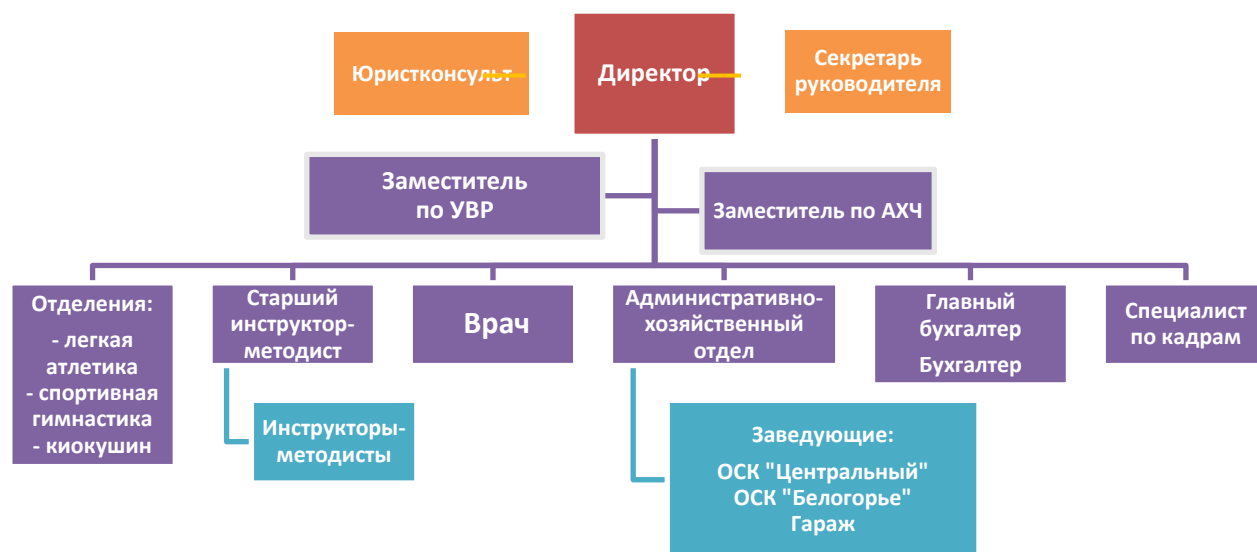 Юристконсульт
Директор
Секретарь
руководителя
Заместитель
по УВР
Заместитель по АХЧ
Отделения:
- легкая
атлетика
- спортивная
гимнастика
- киокушин
Старший
инструктор-
методист
Врач
Административно-
хозяйственный
отдел
Главный
бухгалтер
Бухгалтер
Специалист
по кадрам
Инструкторы-
методисты
Заведующие:
ОСК "Центральный"
ОСК "Белогорье"
Гараж